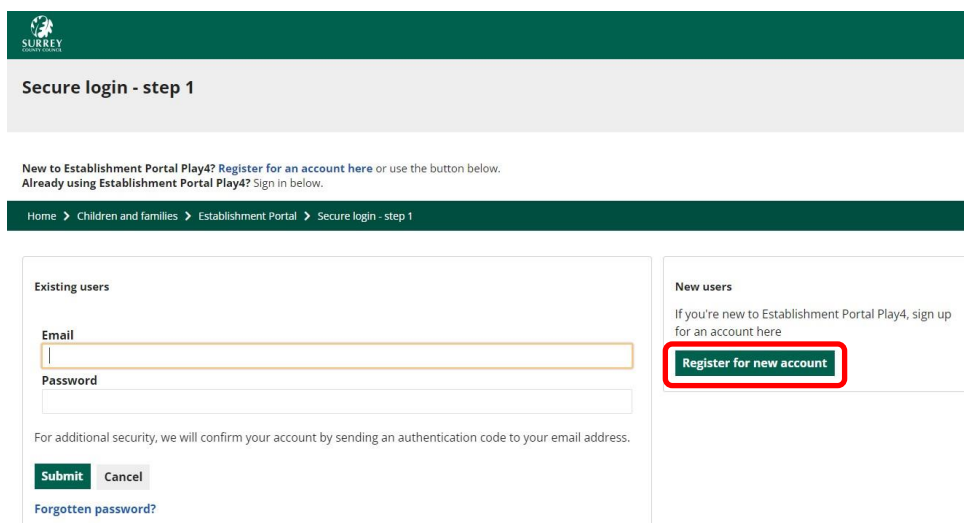 SURREY
COUNTY COUNCIL
Secure login - step 1
New to Establishment Portal Play4? Register for an account here or use the button below.
Already using Establishment Portal Play4? Sign in below.
Home > Children and families > Establishment Portal > Secure login - step 1
Existing users
Email
Password
For additional security, we will confirm your account by sending an authentication code to your email address.
Submit Cancel
Forgotten password?
New users
If you're new to Establishment Portal Play4, sign up
for an account here
Register for new account